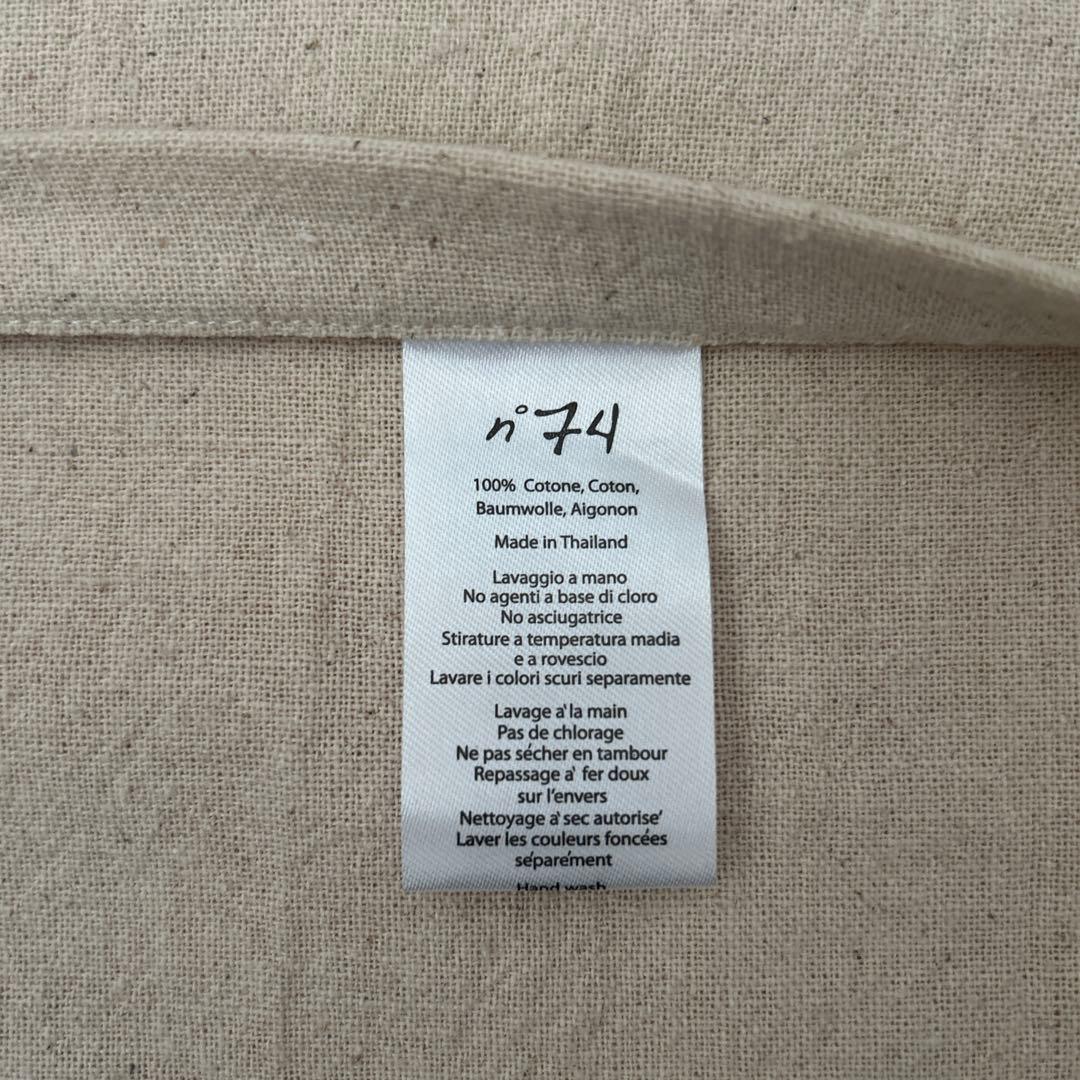 n°74
100% Cotone, Coton,
Baumwolle, Aigonon
Made in Thailand
Lavaggio a mano
No agenti a base di cloro
No asciugatrice
Stirature a temperatura madia
e a rovescio
Lavare i colori scuri separamente
Lavage a' la main
Pas de chlorage
Ne pas sécher en tambour
Repassage a' fer doux
sur l'envers
Nettoyage a' sec autorise'
Laver les couleurs foncées
séparément
Hand wash